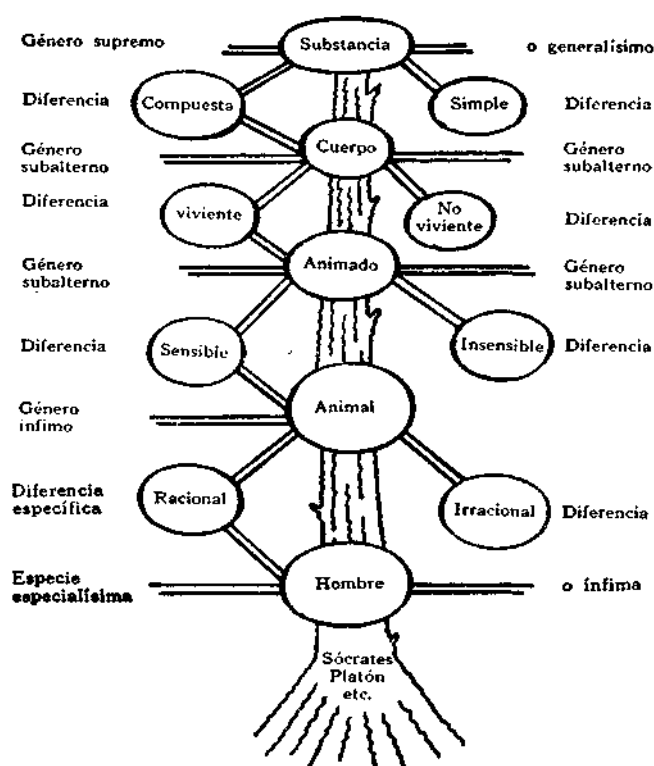 Género supremo
Substancia
o generalísimo
Diferencia
Compuesta
Simple
Diferencia
Género
subalterno
Cuerpo
Género
subalterno
Diferencia
viviente
No
viviente
Diferencia
Género
subalterno
Animado
Género
subalterno
Diferencia
Sensible
Insensible
Diferencia
Género
ínfimo
Animal
Diferencia
específica
Racional
Irracional
Diferencia
Especie
especialísima
Hombre
o ínfima
Sócrates
Platón
etc.